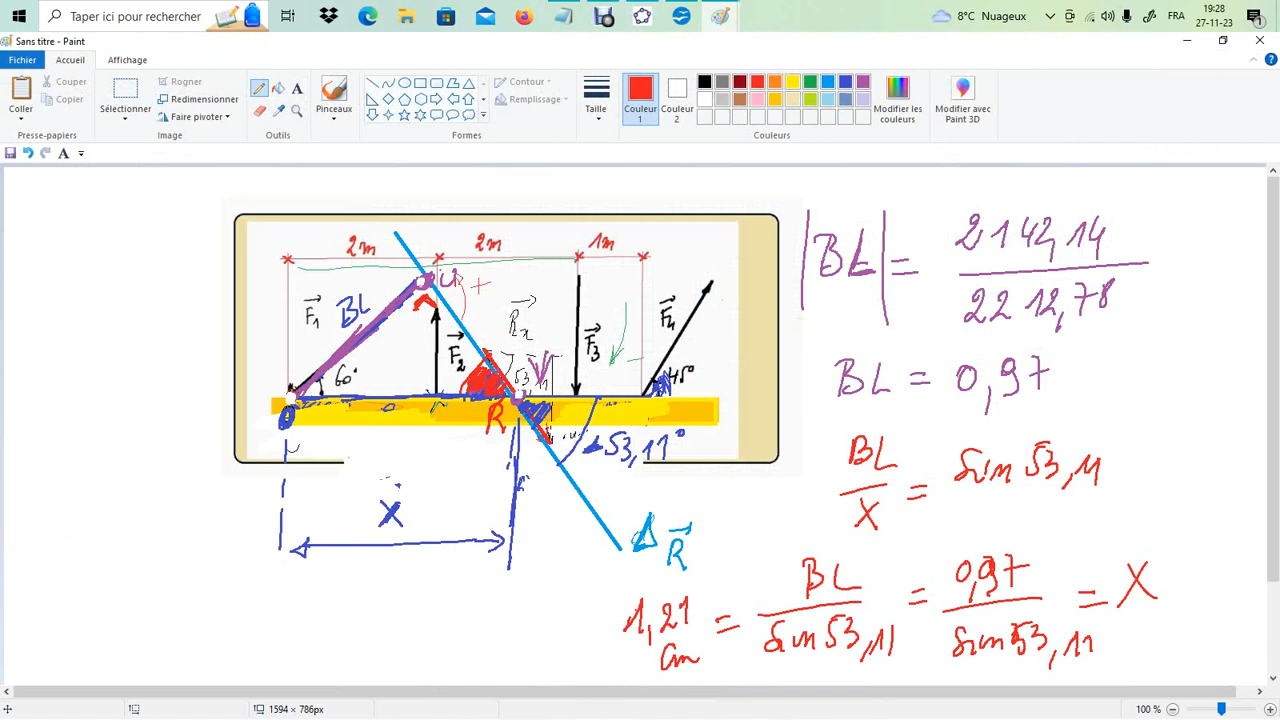 Taper ici pour rechercher
8°C Nuageux
FRA
19:28
28-11-23
Sans titre - Paint
Fichier
Accueil
Affichage
Coller
Couper
Copier
Presse-papiers
Sélectionner
Rogner
Redimensionner
Faire pivoter
Image
A
Outils
Pinceaux
Contour
Remplissage
Formes
Taille
Couleur
1
Couleur
2
Modifier les
couleurs
Couleurs
Modifier avec
Paint 3D
A
2m
2m
1m
F1
BL
60°
F2
+
Rx
F3
-
F4
45°
R
53,11°
X
Δ R
|BL| = 2142,14
2212,78
BL = 0,97
BL
X
= sin 53,11
1,21
cm
= BL
sin 53,11
= 0,97
sin 53,11
= X
1594 × 786px
100 %